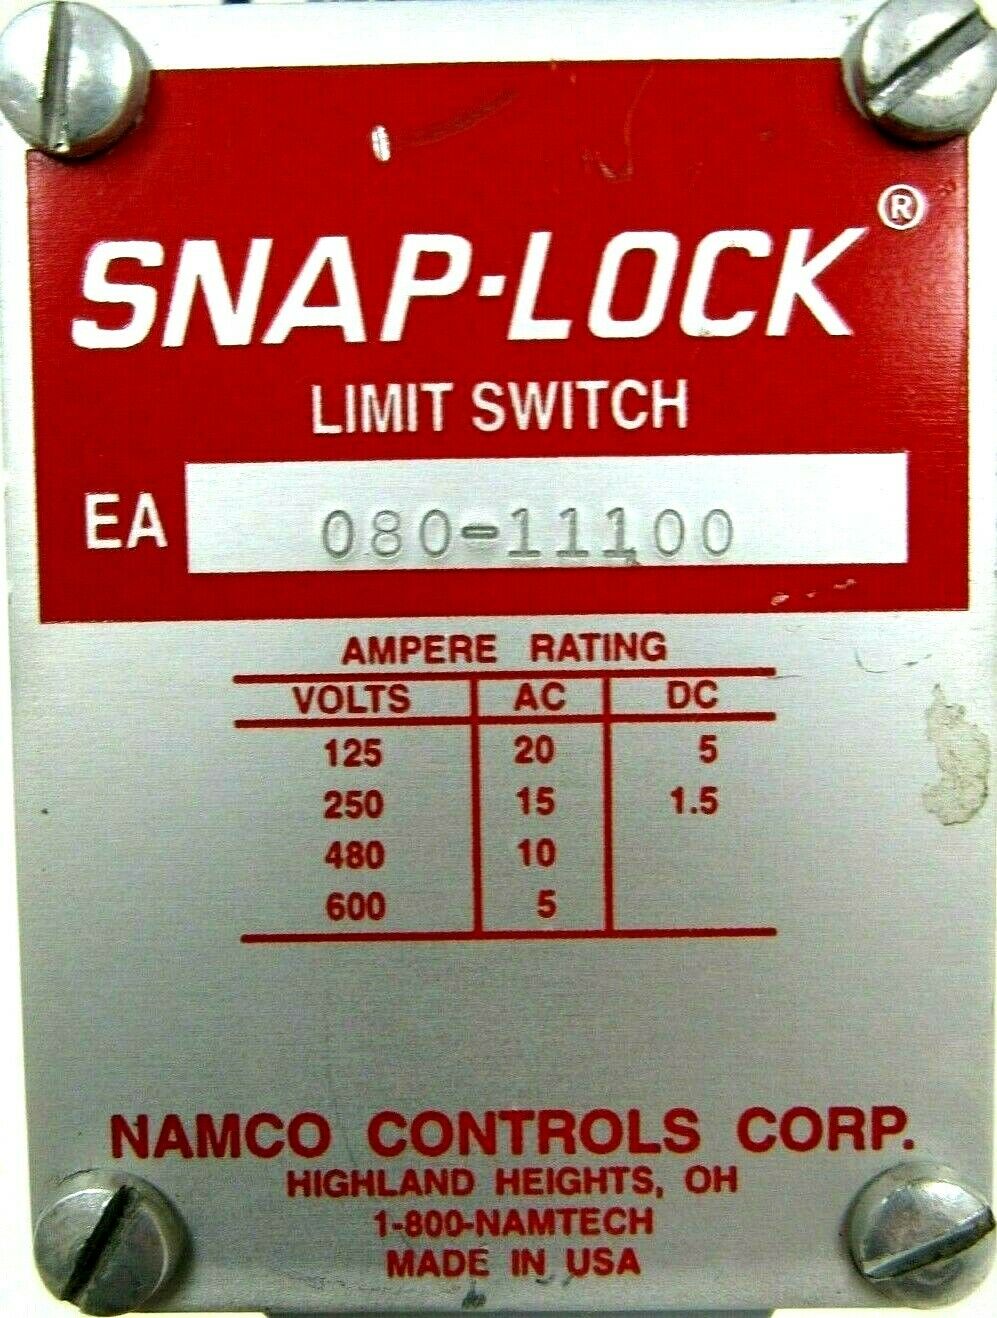 SNAP-LOCK®
LIMIT SWITCH
EA 080-11100
AMPERE RATING
VOLTS AC DC
125 20 5
250 15 1.5
480 10
600 5
NAMCO CONTROLS CORP.
HIGHLAND HEIGHTS, OH
1-800-NAMTECH
MADE IN USA